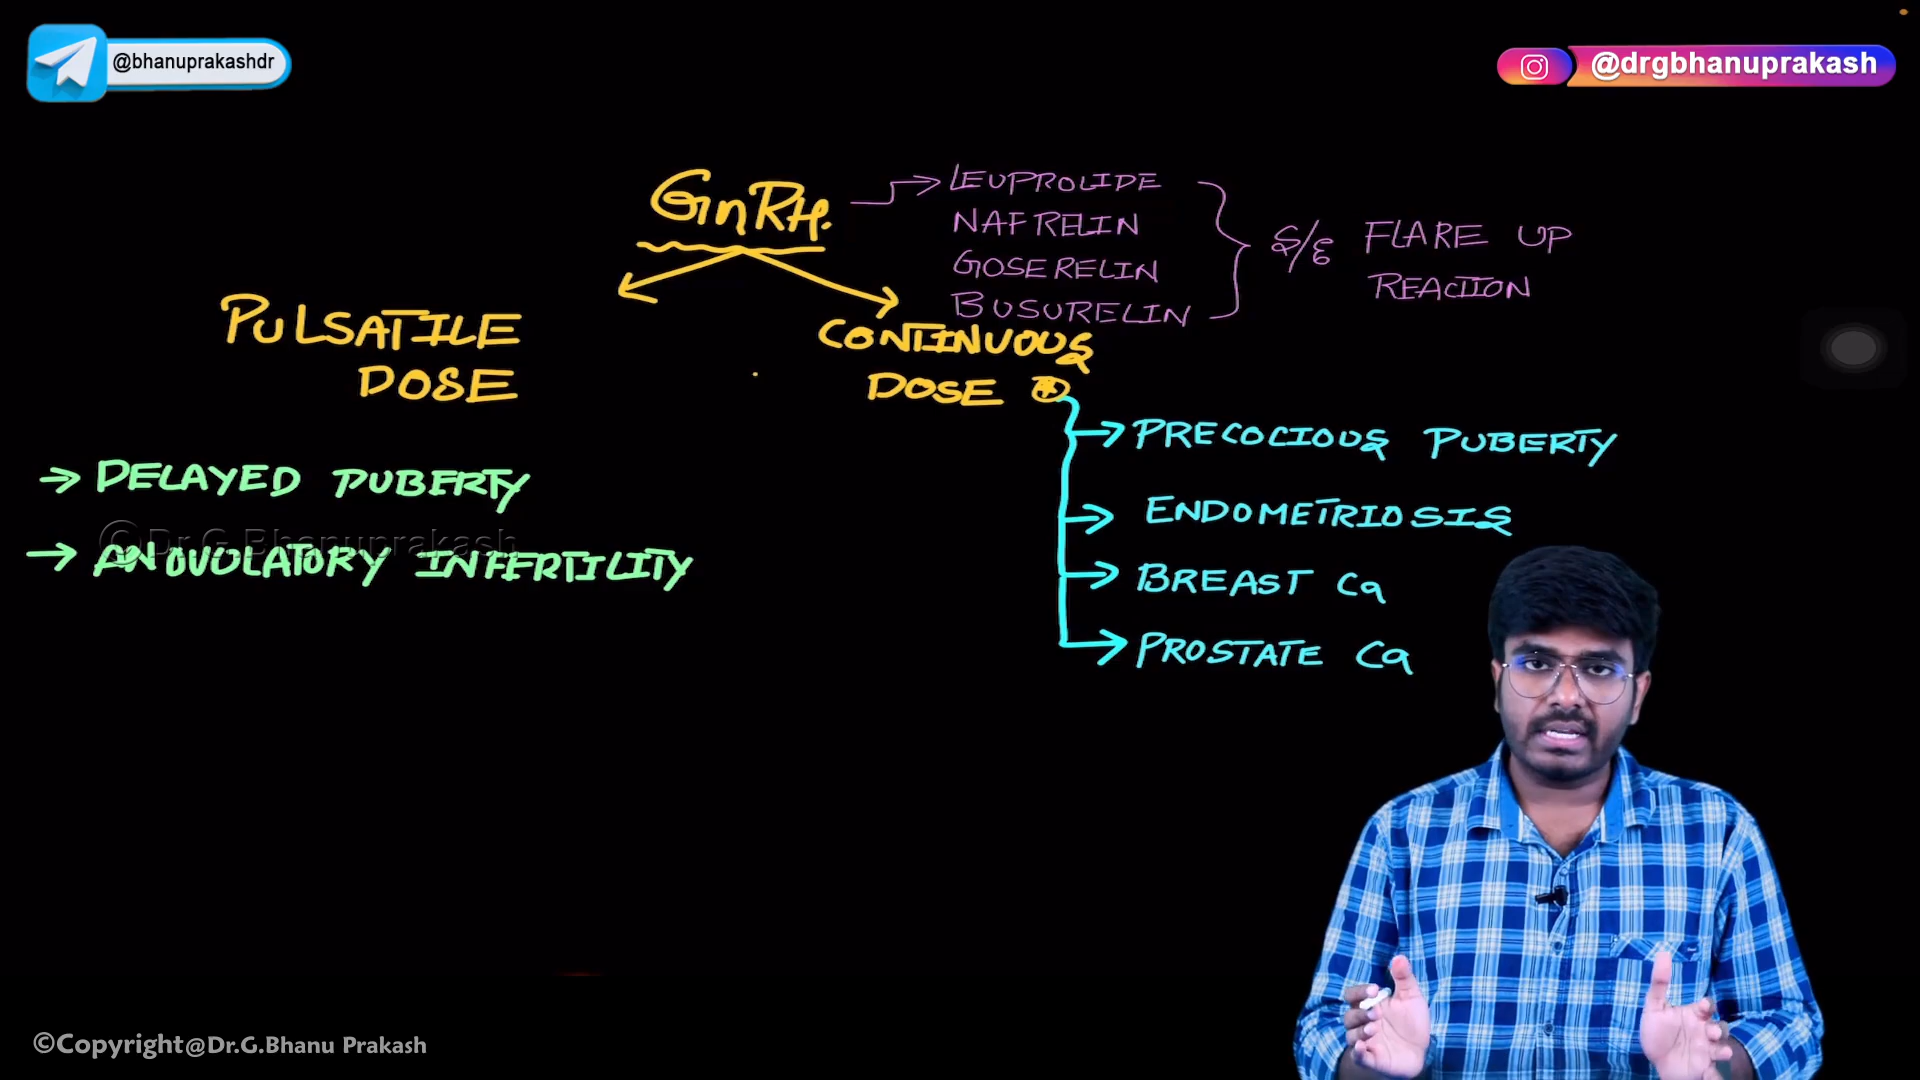 @bhanuprakashdr
@drgbhanuprakash
GnRH.
LEUPROLIDE
NAFRELIN
GOSERELIN
BUSURELIN
S/E FLARE UP
REACTION
PULSATILE
DOSE
CONTINUOUS
DOSE
DELAYED PUBERTY
ANOVULATORY INFERTILITY
©Dr.G.Bhanuprakash
PRECOCIOUS PUBERTY
ENDOMETRIOSIS
BREAST Ca
PROSTATE Ca
©Copyright@Dr.G.Bhanu Prakash